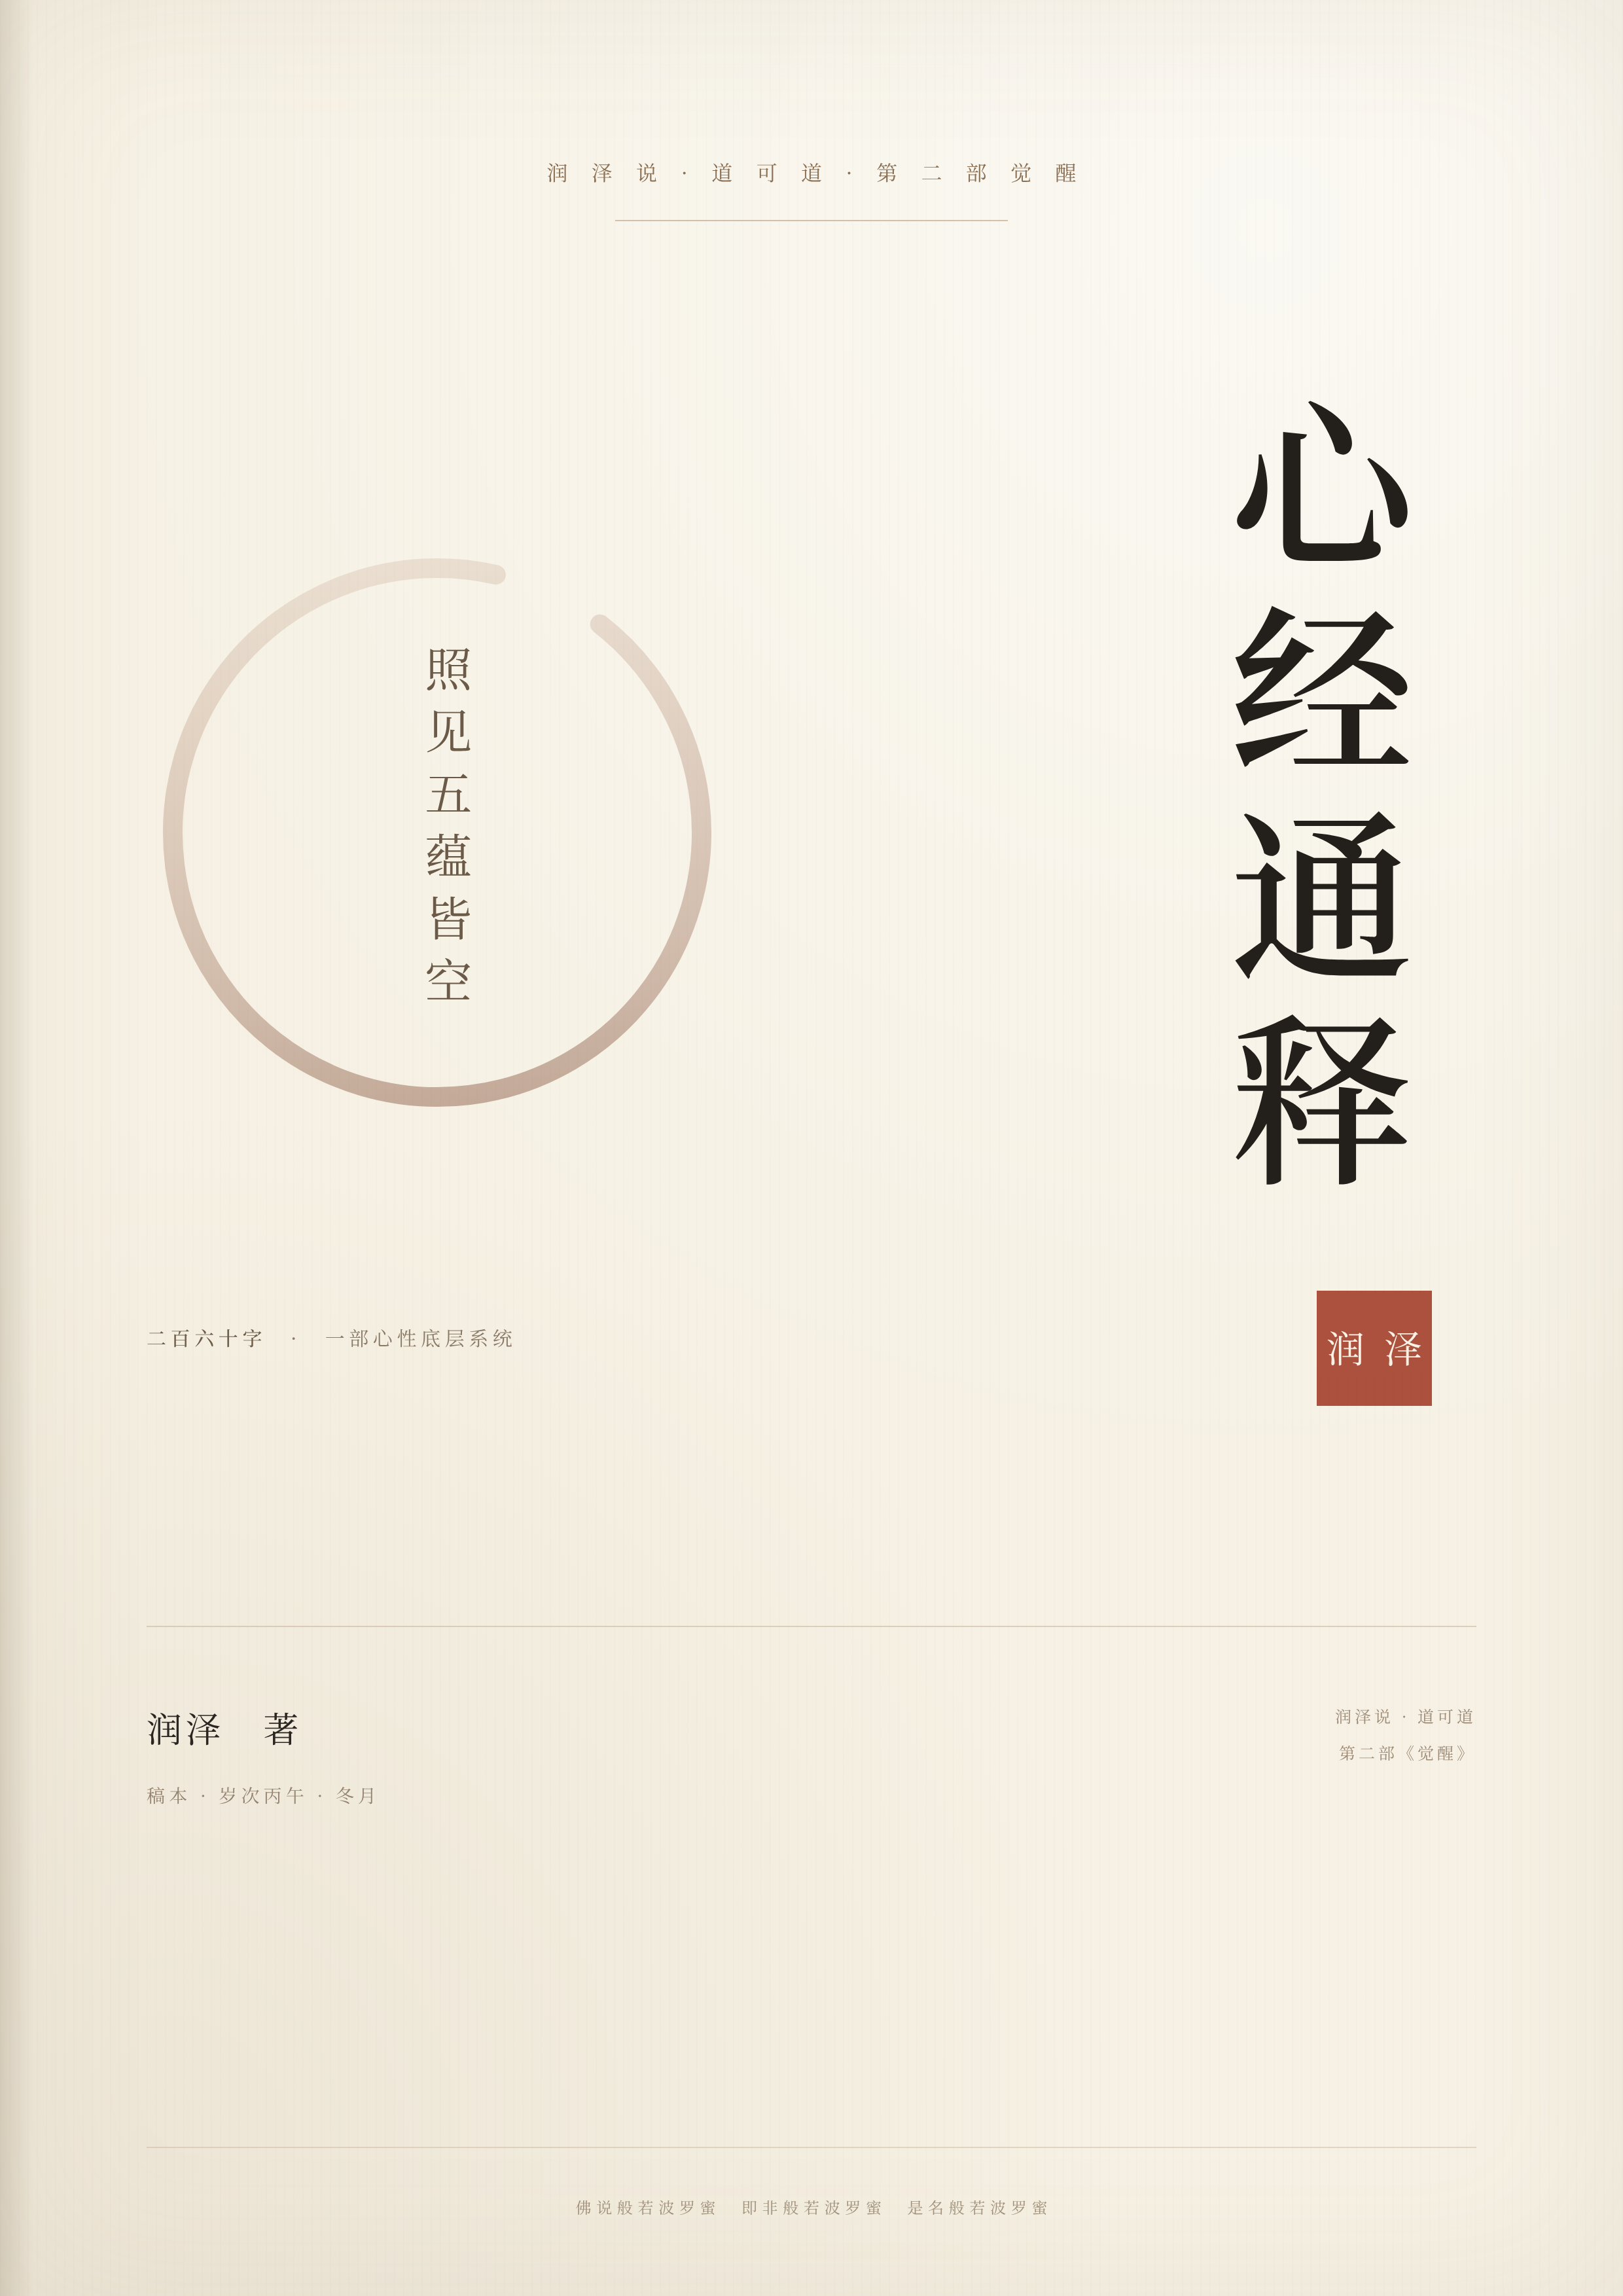 润泽说·道可道·第二部觉醒
心经通释
照见五蕴皆空
二百六十字 · 一部心性底层系统
润泽
润泽 著
稿本 · 岁次丙午 · 冬月
润泽说 · 道可道
第二部《觉醒》
佛说般若波罗蜜 即非般若波罗蜜 是名般若波罗蜜